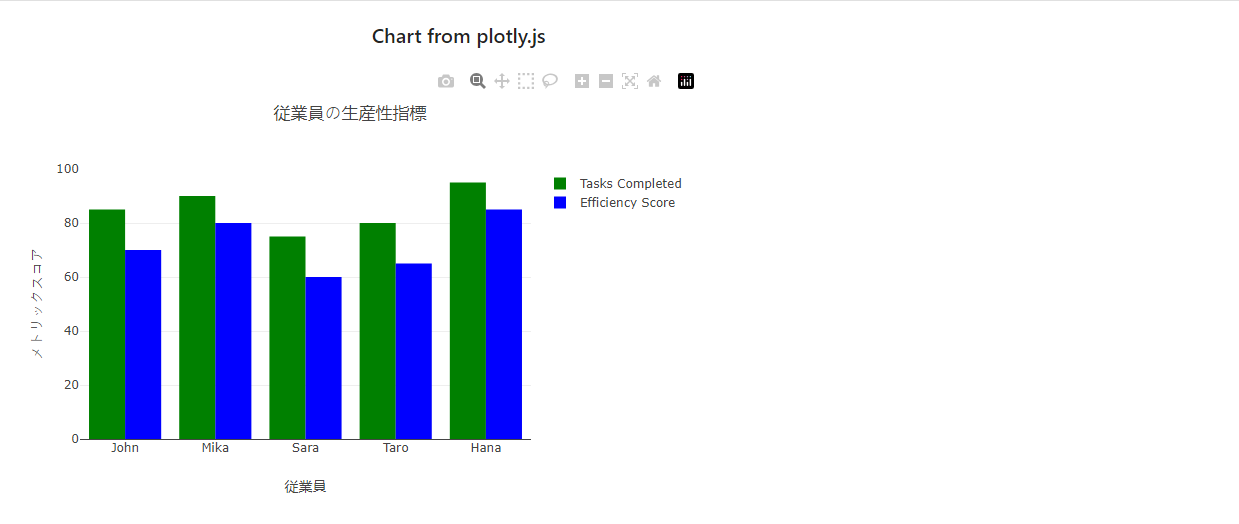 Chart from plotly.js
従業員の生産性指標
100
80
60
40
20
0
メトリックスコア
John Mika Sara Taro Hana
従業員
Tasks Completed
Efficiency Score